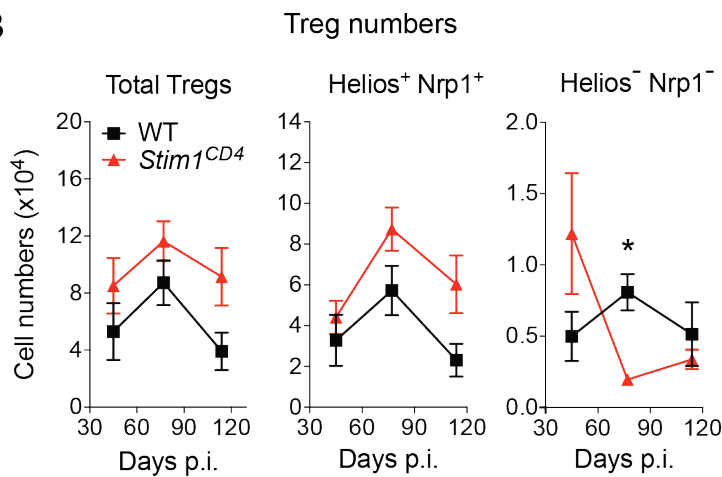 B
Treg numbers
Total Tregs
Helios⁺ Nrp1⁺
Helios⁻ Nrp1⁻
WT
Stim1ᶜᴰ⁴
Cell numbers (x10⁴)
20
16
12
8
4
0
30 60 90 120
Days p.i.
14
12
10
8
6
4
2
0
30 60 90 120
Days p.i.
2.0
1.5
1.0
0.5
0.0
*
30 60 90 120
Days p.i.